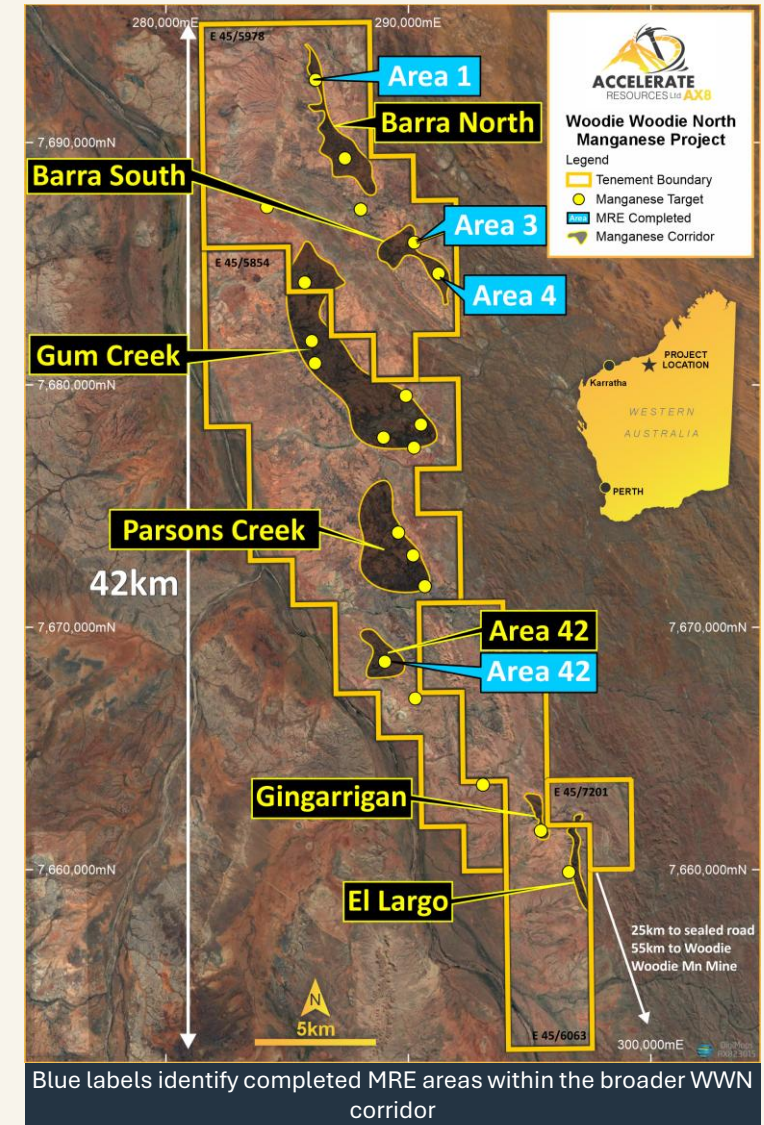 280,000mE
290,000mE
E 45/5978
Area 1
Barra North
7,690,000mN
Barra South
Area 3
E 45/5854
Area 4
Gum Creek
7,680,000mN
Parsons Creek
42km
7,670,000mN
7,670,000mN
Area 42
Area 42
Gingarrigan
E 45/7201
7,660,000mN
7,660,000mN
El Largo
25km to sealed road
55km to Woodie
Woodie Mn Mine
N
5km
E 45/6063
300,000mE
ACCELERATE
RESOURCES Ltd AX8
Woodie Woodie North
Manganese Project
Legend
Tenement Boundary
Manganese Target
Area MRE Completed
Manganese Corridor
PROJECT
LOCATION
Karratha
WESTERN
AUSTRALIA
PERTH
Blue labels identify completed MRE areas within the broader WWN
corridor